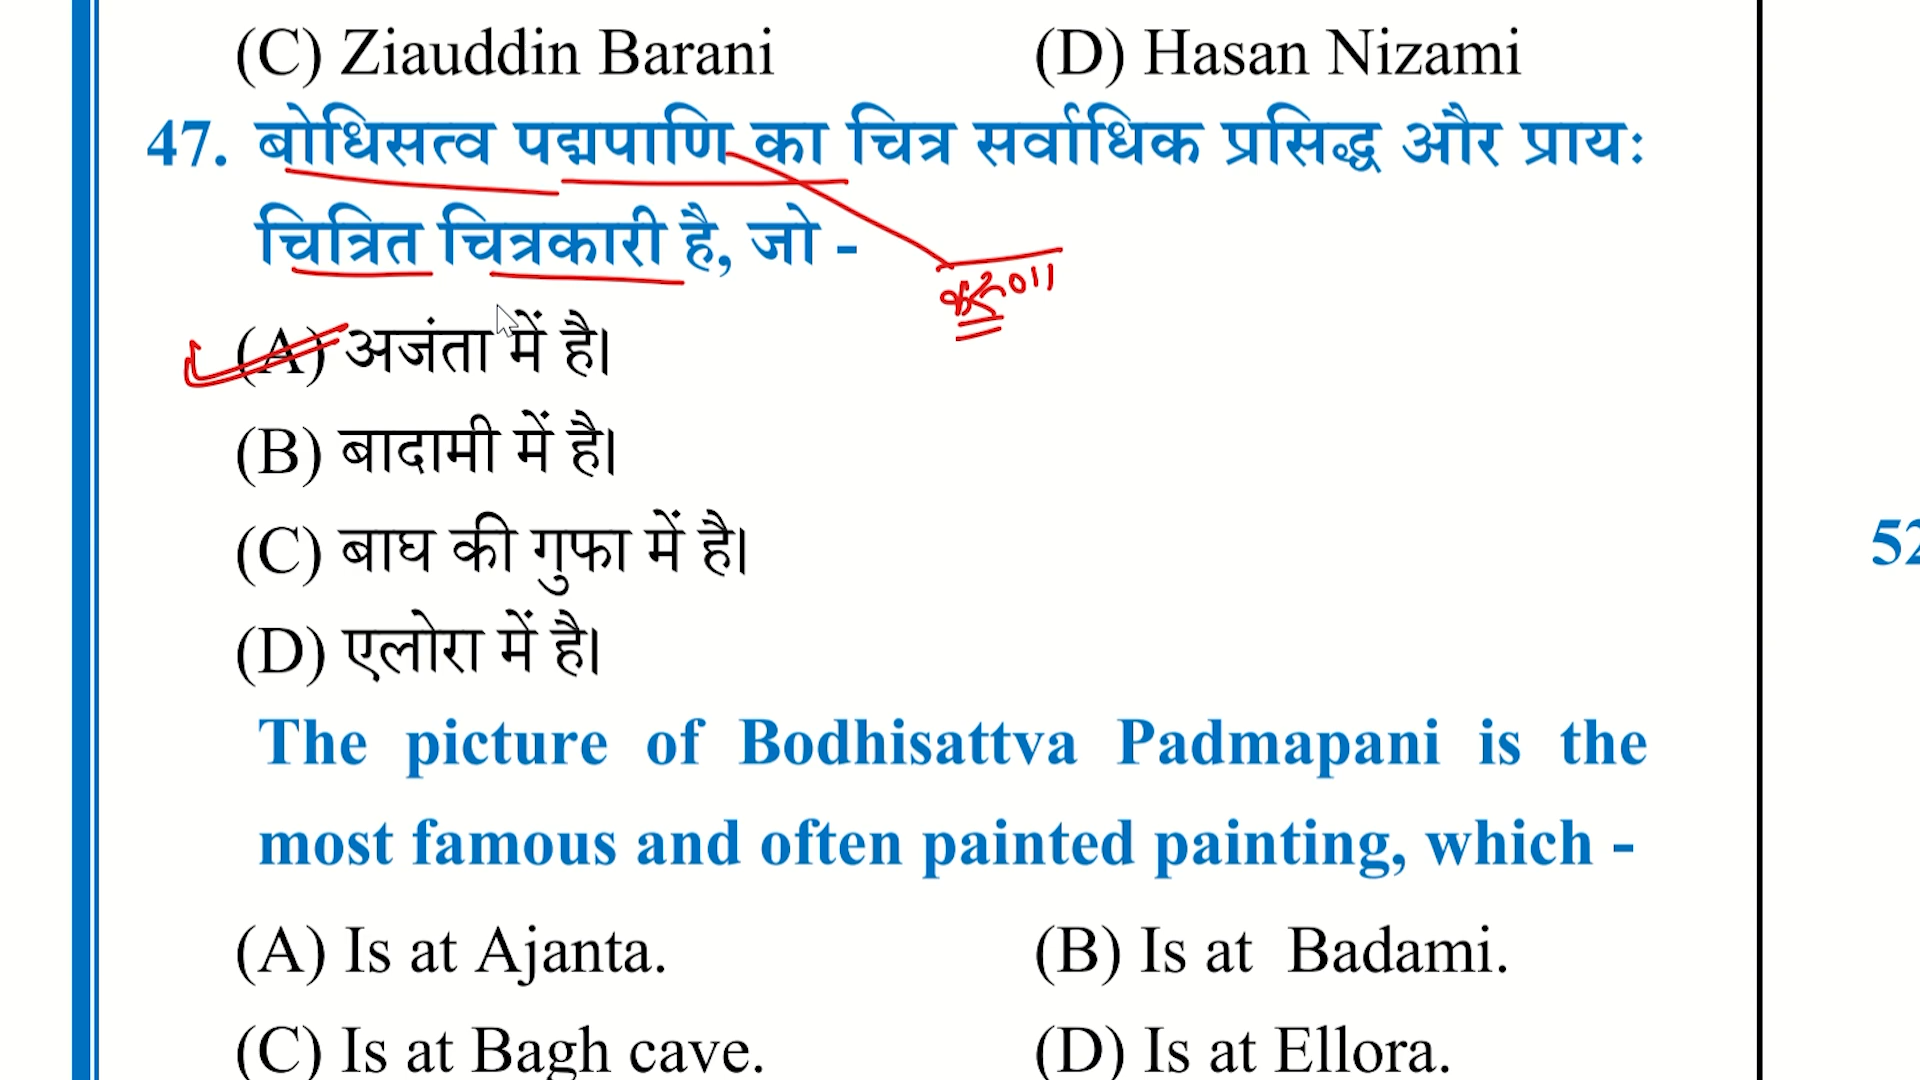 (C) Ziauddin Barani (D) Hasan Nizami
47. बोधिसत्व पद्मपाणि का चित्र सर्वाधिक प्रसिद्ध और प्रायः
चित्रित चित्रकारी है, जो -
करुणा
(A) अजंता में है।
(B) बादामी में है।
(C) बाघ की गुफा में है।
(D) एलोरा में है।
The picture of Bodhisattva Padmapani is the
most famous and often painted painting, which -
(A) Is at Ajanta. (B) Is at Badami.
(C) Is at Bagh cave. (D) Is at Ellora.
52